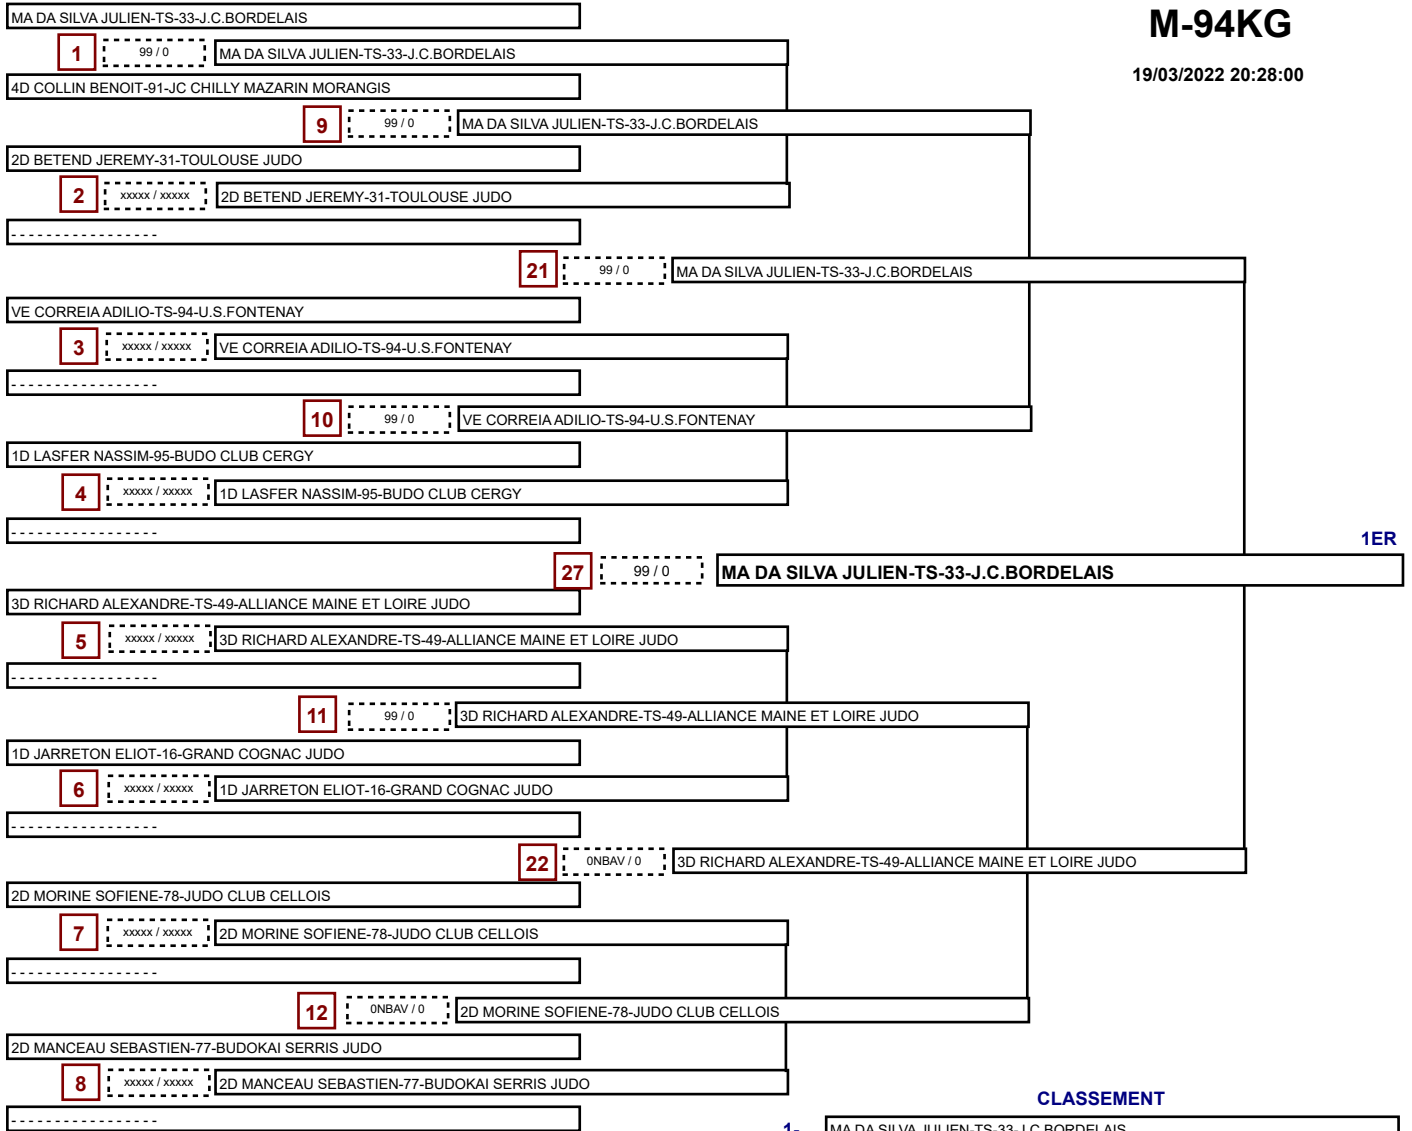 MA DA SILVA JULIEN-TS-33-J.C.BORDELAIS
M-94KG
1 99 / 0 MA DA SILVA JULIEN-TS-33-J.C.BORDELAIS
19/03/2022 20:28:00
4D COLLIN BENOIT-91-JC CHILLY MAZARIN MORANGIS
9 99 / 0 MA DA SILVA JULIEN-TS-33-J.C.BORDELAIS
2D BETEND JEREMY-31-TOULOUSE JUDO
2 xxxxx / xxxxx 2D BETEND JEREMY-31-TOULOUSE JUDO
- - - - - - - - - - - - - - - - -
21 99 / 0 MA DA SILVA JULIEN-TS-33-J.C.BORDELAIS
VE CORREIA ADILIO-TS-94-U.S.FONTENAY
3 xxxxx / xxxxx VE CORREIA ADILIO-TS-94-U.S.FONTENAY
- - - - - - - - - - - - - - - - -
10 99 / 0 VE CORREIA ADILIO-TS-94-U.S.FONTENAY
1D LASFER NASSIM-95-BUDO CLUB CERGY
4 xxxxx / xxxxx 1D LASFER NASSIM-95-BUDO CLUB CERGY
- - - - - - - - - - - - - - - - -
1ER
27 99 / 0 MA DA SILVA JULIEN-TS-33-J.C.BORDELAIS
3D RICHARD ALEXANDRE-TS-49-ALLIANCE MAINE ET LOIRE JUDO
5 xxxxx / xxxxx 3D RICHARD ALEXANDRE-TS-49-ALLIANCE MAINE ET LOIRE JUDO
- - - - - - - - - - - - - - - - -
11 99 / 0 3D RICHARD ALEXANDRE-TS-49-ALLIANCE MAINE ET LOIRE JUDO
1D JARRETON ELIOT-16-GRAND COGNAC JUDO
6 xxxxx / xxxxx 1D JARRETON ELIOT-16-GRAND COGNAC JUDO
- - - - - - - - - - - - - - - - -
22 0NBAV / 0 3D RICHARD ALEXANDRE-TS-49-ALLIANCE MAINE ET LOIRE JUDO
2D MORINE SOFIENE-78-JUDO CLUB CELLOIS
7 xxxxx / xxxxx 2D MORINE SOFIENE-78-JUDO CLUB CELLOIS
- - - - - - - - - - - - - - - - -
12 0NBAV / 0 2D MORINE SOFIENE-78-JUDO CLUB CELLOIS
2D MANCEAU SEBASTIEN-77-BUDOKAI SERRIS JUDO
8 xxxxx / xxxxx 2D MANCEAU SEBASTIEN-77-BUDOKAI SERRIS JUDO
CLASSEMENT
- - - - - - - - - - - - - - - - -
1- MA DA SILVA JULIEN-TS-33-J.C.BORDELAIS